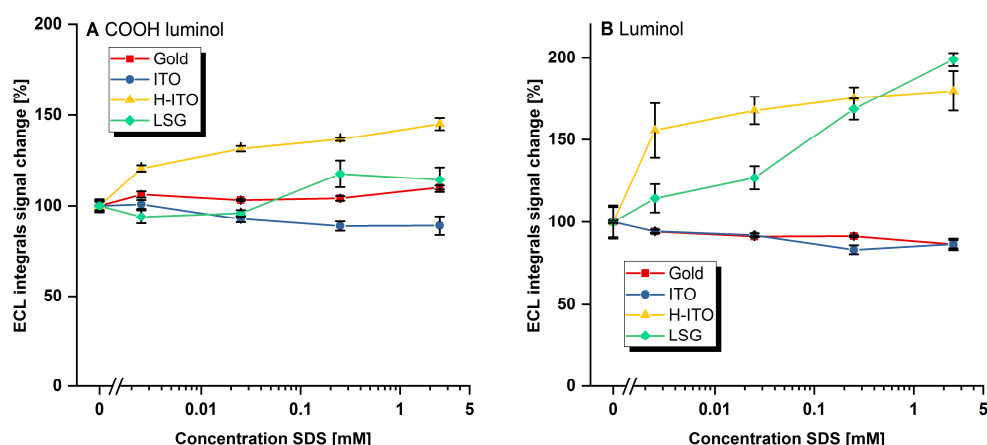 A COOH luminol
Gold
ITO
H-ITO
LSG
200
150
100
50
0
ECL integrals signal change [%]
0
0.01
0.1
1
5
Concentration SDS [mM]
B Luminol
200
150
100
50
0
ECL integrals signal change [%]
Gold
ITO
H-ITO
LSG
0
0.01
0.1
1
5
Concentration SDS [mM]